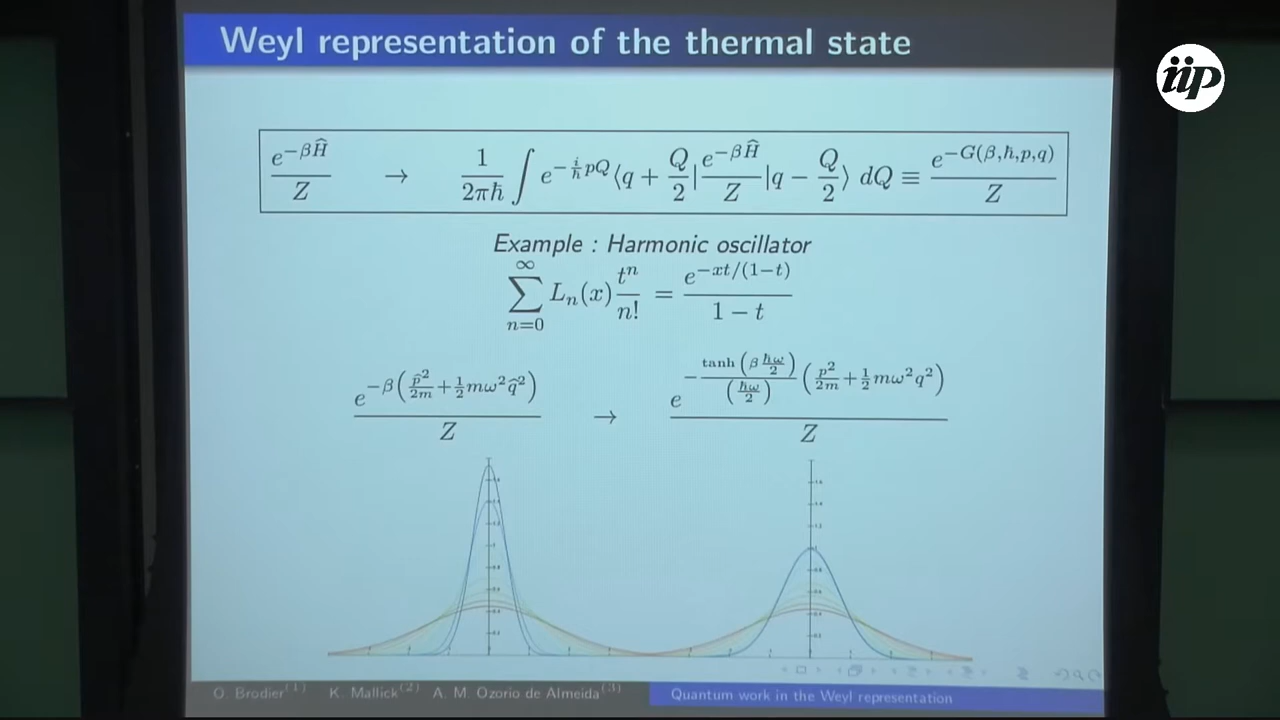 Weyl representation of the thermal state
iip
e^{-βĤ}/Z → 1/(2πħ) ∫ e^{-(i/ħ)pQ} ⟨q + Q/2| e^{-βĤ}/Z |q − Q/2⟩ dQ ≡ e^{-G(β,ħ,p,q)}/Z
Example : Harmonic oscillator
∑_{n=0}^{∞} L_n(x) t^n/n! = e^{-xt/(1-t)}/(1 − t)
e^{-β(p̂²/2m + ½mω²q̂²)}/Z → e^{-tanh(β ħω/2)/(ħω/2) (p²/2m + ½mω²q²)}/Z
O. Brodier(1) K. Mallick(2) A. M. Ozorio de Almeida(3) Quantum work in the Weyl representation